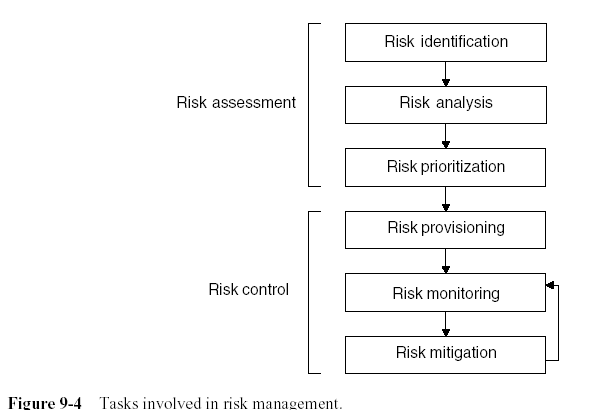 Risk identification
Risk assessment
Risk analysis
Risk prioritization
Risk provisioning
Risk control
Risk monitoring
Risk mitigation
Figure 9-4 Tasks involved in risk management.